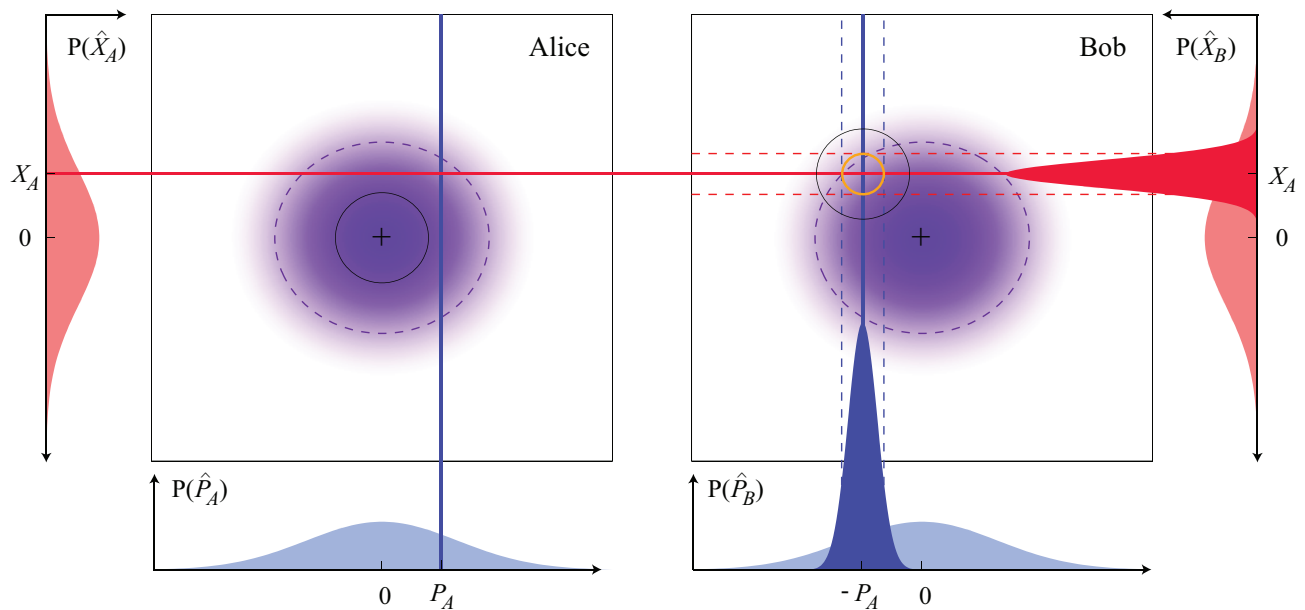 P(X̂_A)
Alice
Bob
P(X̂_B)
X_A
X_A
0
0
P(P̂_A)
P(P̂_B)
0
P_A
- P_A
0